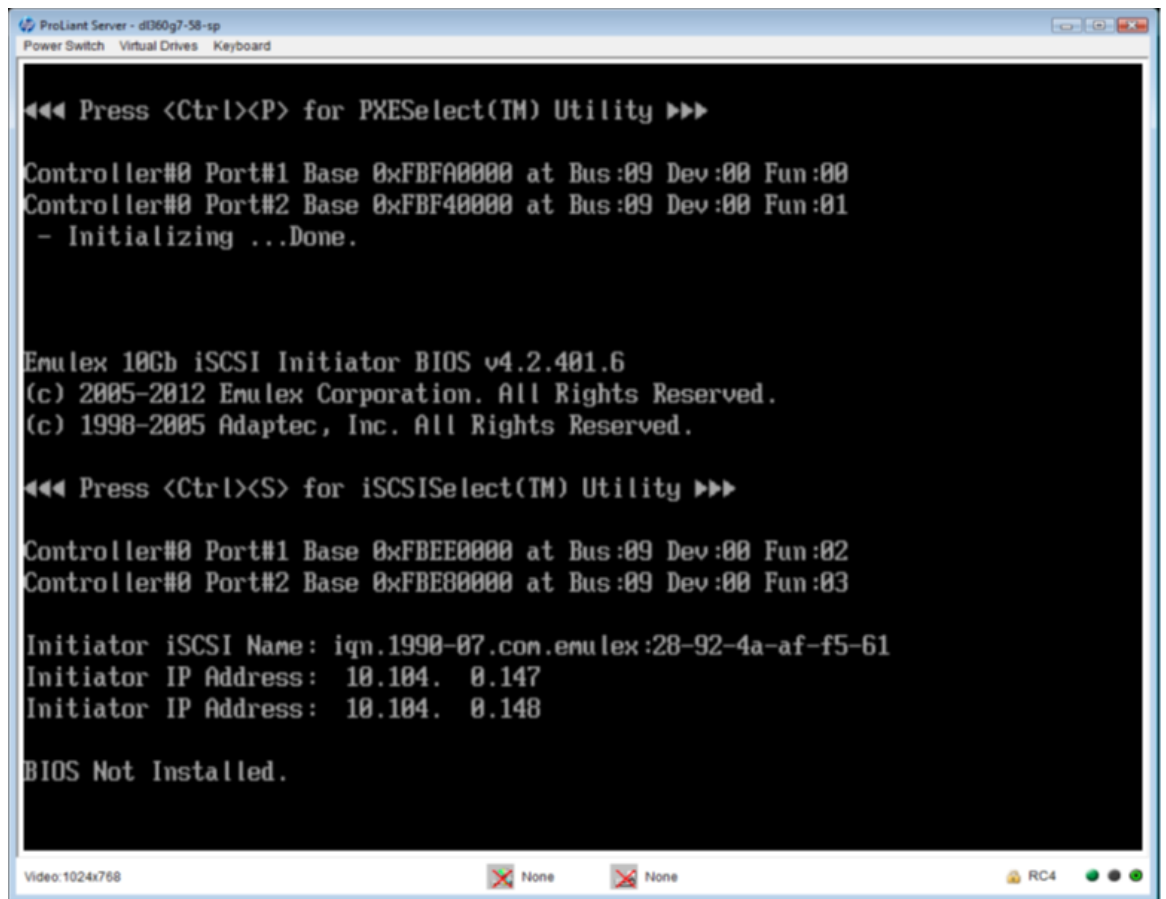 ProLiant Server - dl360g7-58-sp
Power Switch Virtual Drives Keyboard
◄◄◄ Press <Ctrl><P> for PXESelect(TM) Utility ►►►
Controller#0 Port#1 Base 0xFBFA0000 at Bus:09 Dev:00 Fun:00
Controller#0 Port#2 Base 0xFBF40000 at Bus:09 Dev:00 Fun:01
- Initializing ...Done.
Emulex 10Gb iSCSI Initiator BIOS v4.2.401.6
(c) 2005-2012 Emulex Corporation. All Rights Reserved.
(c) 1998-2005 Adaptec, Inc. All Rights Reserved.
◄◄◄ Press <Ctrl><S> for iSCSISelect(TM) Utility ►►►
Controller#0 Port#1 Base 0xFBEE0000 at Bus:09 Dev:00 Fun:02
Controller#0 Port#2 Base 0xFBE80000 at Bus:09 Dev:00 Fun:03
Initiator iSCSI Name: iqn.1990-07.com.emulex:28-92-4a-af-f5-61
Initiator IP Address: 10.104. 0.147
Initiator IP Address: 10.104. 0.148
BIOS Not Installed.
Video:1024x768 None None RC4